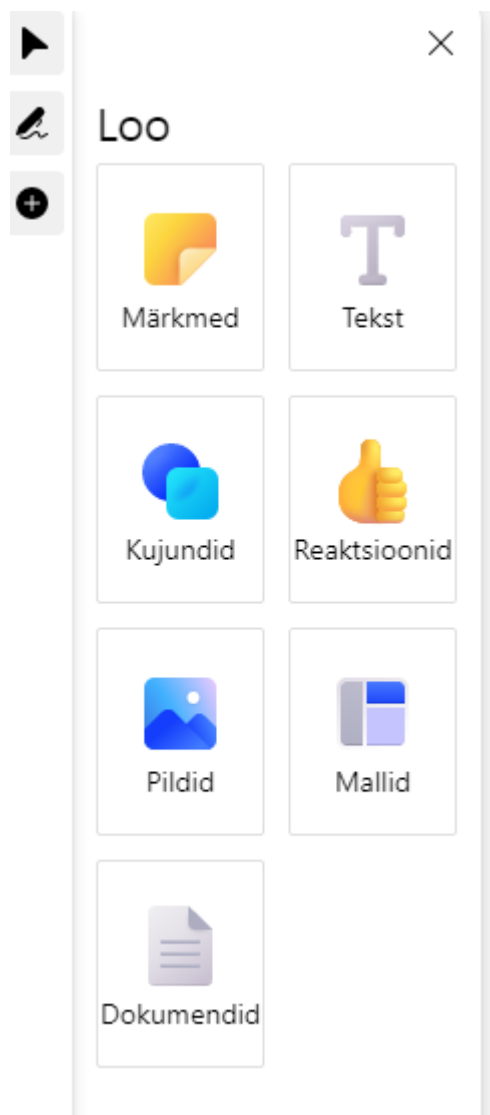 Loo
Märkmed
Tekst
Kujundid
Reaktsioonid
Pildid
Mallid
Dokumendid